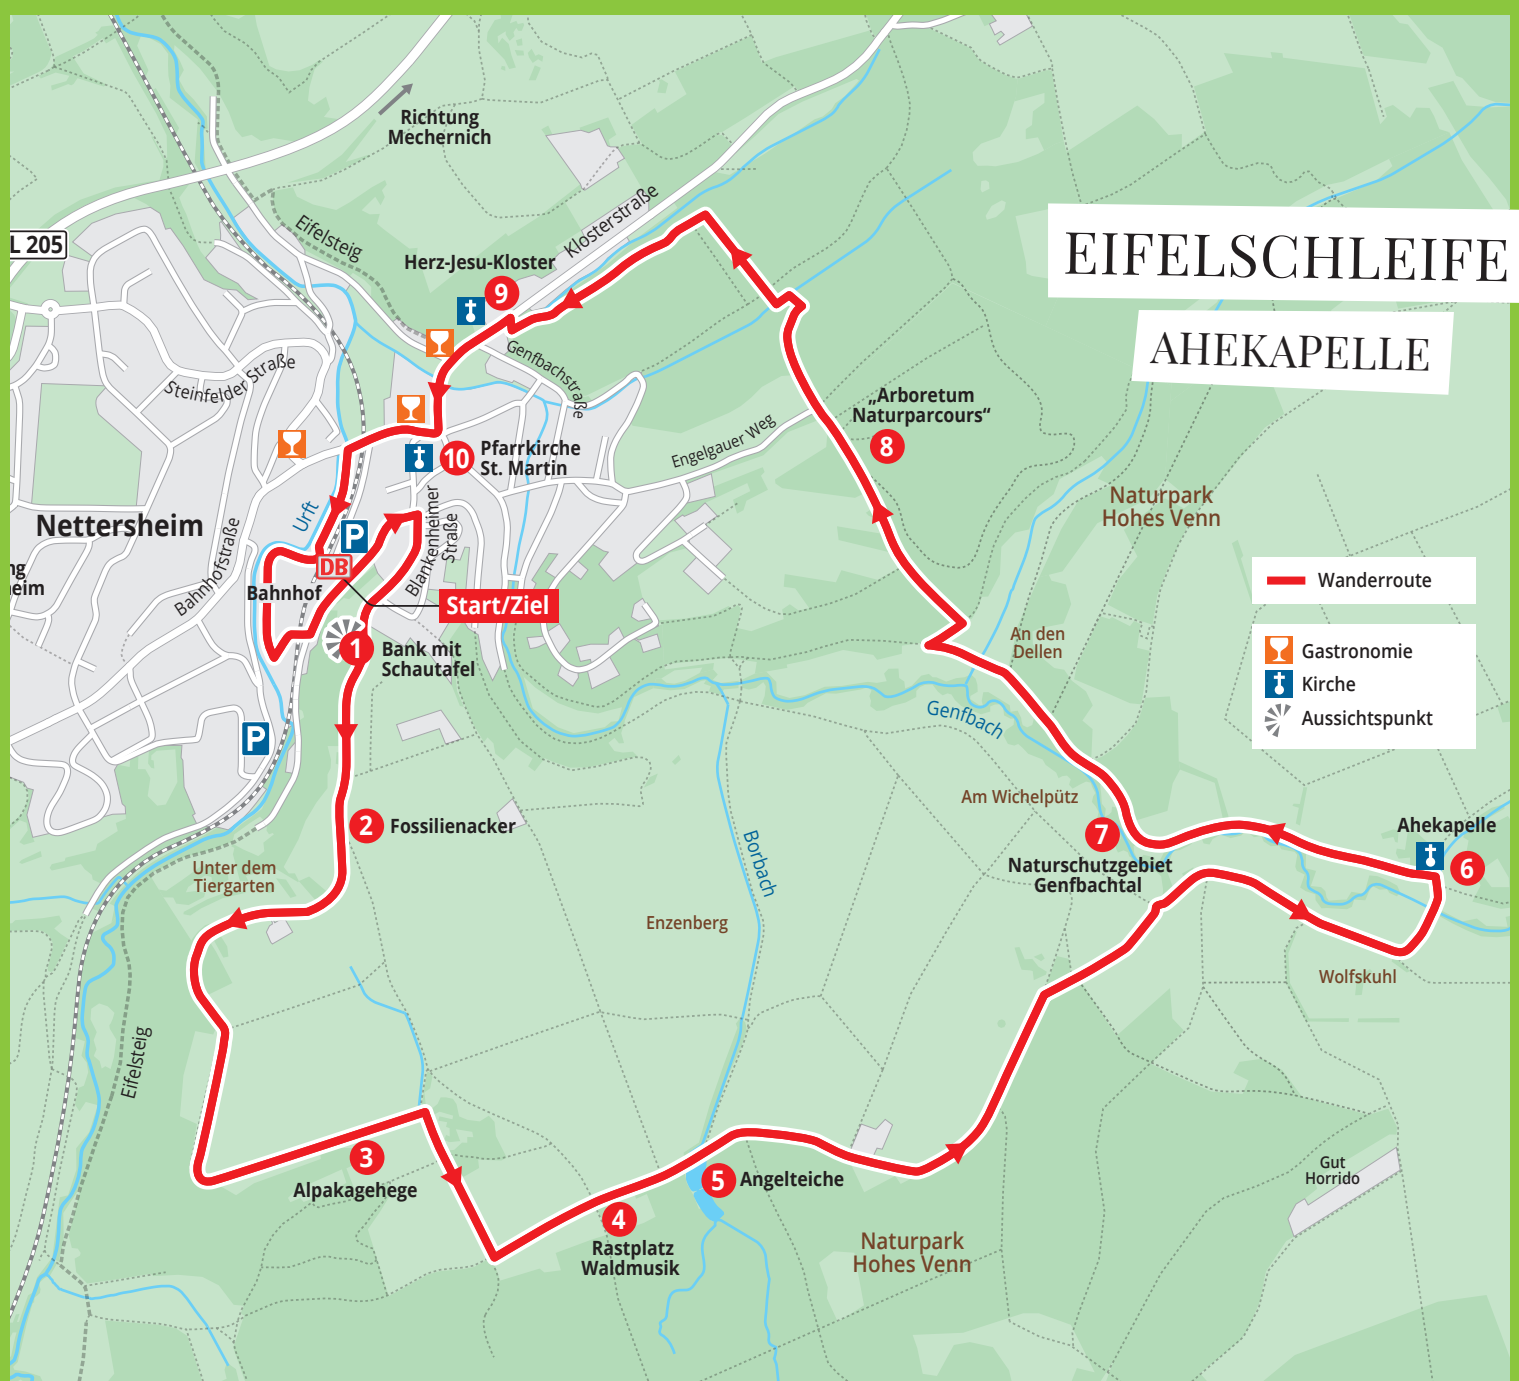 EIFELSCHLEIFE
AHEKAPELLE
Richtung
Mechernich
L 205
Eifelsteig
Klosterstraße
Herz-Jesu-Kloster
9
Genfbachstraße
Steinfelder Straße
„Arboretum
Naturparcours“
8
Engelgauer Weg
10
Pfarrkirche
St. Martin
Naturpark
Hohes Venn
Nettersheim
Urft
Bahnhofstraße
P
Blankenheimer
Straße
DB
Bahnhof
Start/Ziel
ng
eim
Wanderroute
Gastronomie
Kirche
Aussichtspunkt
1
Bank mit
Schautafel
An den
Dellen
Genfbach
P
Am Wichelpütz
2
Fossilienacker
7
Naturschutzgebiet
Genfbachtal
Ahekapelle
6
Unter dem
Tiergarten
Borbach
Enzenberg
Wolfskuhl
Eifelsteig
3
Alpakagehege
4
Rastplatz
Waldmusik
5
Angelteiche
Gut
Horrido
Naturpark
Hohes Venn